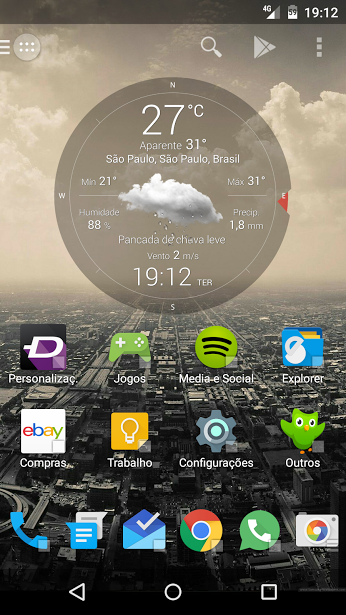 4G 59 19:12
N
27°C
Aparente 31°
São Paulo, São Paulo, Brasil
Mín 21° Máx 31°
W E
Humidade Precip.
88 % 1,8 mm
Pancada de chuva leve
Vento 2 m/s
19:12 TER
S
Personalizaç. Jogos Media e Social Explorer
ebay
Compras Trabalho Configurações Outros